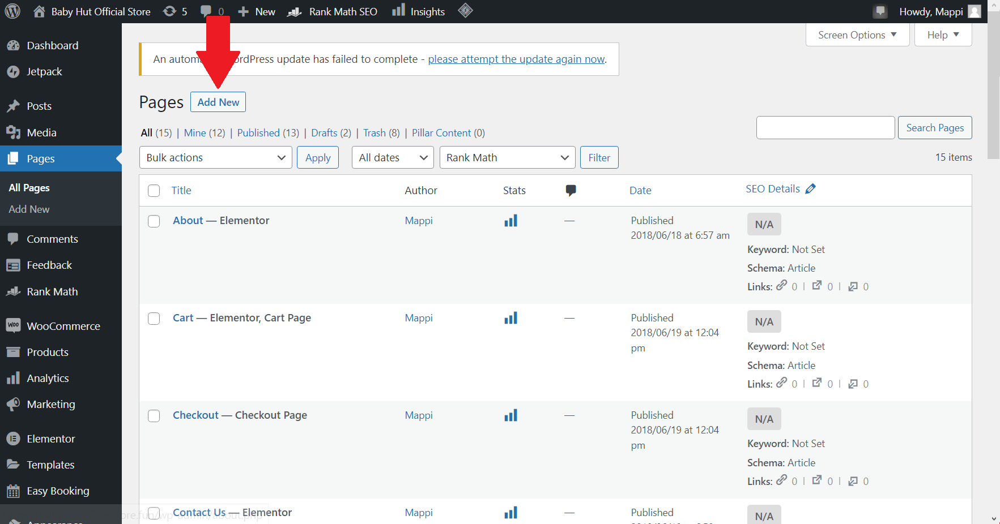 Baby Hut Official Store 5 0 New Rank Math SEO Insights Howdy, Mappi
Screen Options Help
Dashboard
Jetpack
Posts
Media
Pages
All Pages
Add New
Comments
Feedback
Rank Math
WooCommerce
Products
Analytics
Marketing
Elementor
Templates
Easy Booking
An automa ordPress update has failed to complete - please attempt the update again now.
Pages Add New
All (15) | Mine (12) | Published (13) | Drafts (2) | Trash (8) | Pillar Content (0)
Search Pages
Bulk actions Apply All dates Rank Math Filter
15 items
Title Author Stats Date SEO Details
About — Elementor Mappi — Published
2018/06/18 at 6:57 am
N/A
Keyword: Not Set
Schema: Article
Links: 0 | 0 | 0
Cart — Elementor, Cart Page Mappi — Published
2018/06/19 at 12:04
pm
N/A
Keyword: Not Set
Schema: Article
Links: 0 | 0 | 0
Checkout — Checkout Page Mappi — Published
2018/06/19 at 12:04
pm
N/A
Keyword: Not Set
Schema: Article
Links: 0 | 0 | 0
Contact Us — Elementor Mappi — Published
N/A